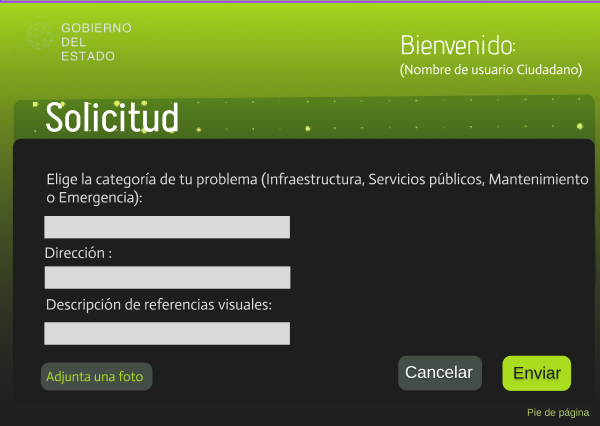 GOBIERNO
DEL
ESTADO
Bienvenido:
(Nombre de usuario Ciudadano)
Solicitud
Elige la categoría de tu problema (Infraestructura, Servicios públicos, Mantenimiento
o Emergencia):
Dirección :
Descripción de referencias visuales:
Adjunta una foto
Cancelar
Enviar
Pie de página